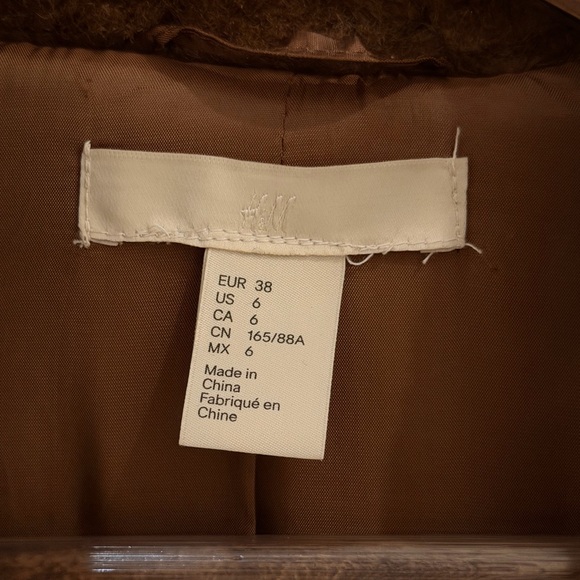 H&M
EUR 38
US 6
CA 6
CN 165/88A
MX 6
Made in
China
Fabriqué en
Chine